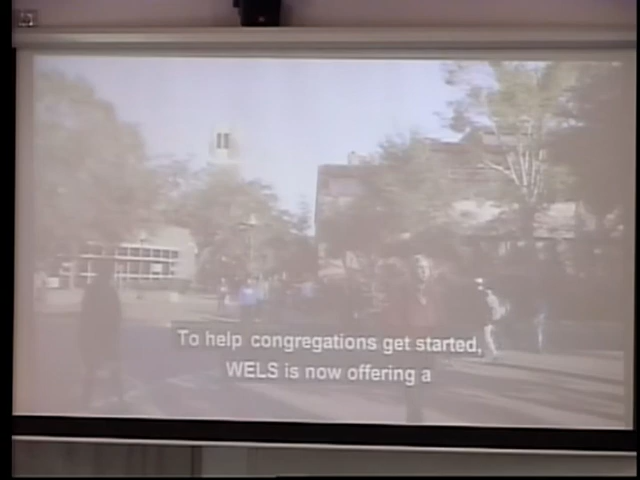 To help congregations get started,
WELS is now offering a